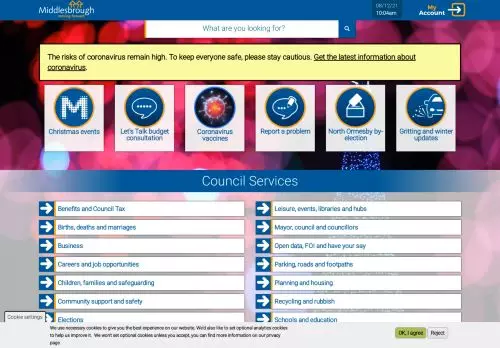 Middlesbrough
moving forward
08/12/21
10:04am
My
Account
What are you looking for?
The risks of coronavirus remain high. To keep everyone safe, please stay cautious. Get the latest information about
coronavirus.
M
Christmas events
Let's Talk budget
consultation
Coronavirus
vaccines
Report a problem
North Ormesby by-
election
Gritting and winter
updates
Council Services
Benefits and Council Tax
Leisure, events, libraries and hubs
Births, deaths and marriages
Mayor, council and councillors
Business
Open data, FOI and have your say
Careers and job opportunities
Parking, roads and footpaths
Children, families and safeguarding
Planning and housing
Community support and safety
Recycling and rubbish
Elections
Schools and education
Cookie settings
We use necessary cookies to give you the best experience on our website. We'd also like to set optional analytics cookies
to help us improve it. We won't set optional cookies unless you accept, you can find more information on our privacy
page
OK, I agree
Reject